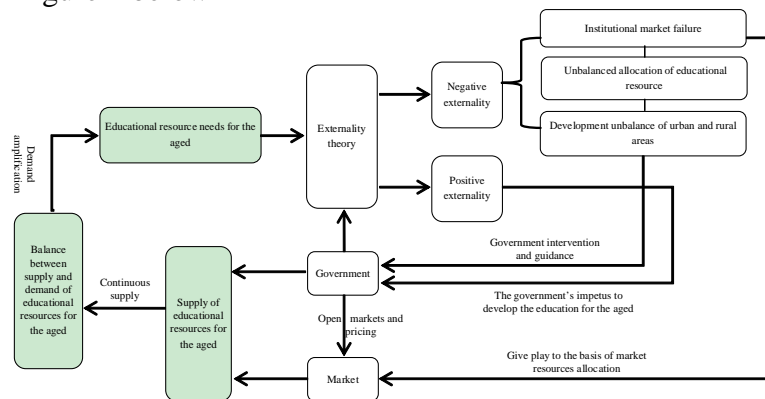 Institutional market failure
Unbalanced allocation of educational
resource
Development unbalance of urban and rural
areas
Negative
externality
Educational resource needs for the
aged
Externality
theory
Demand
amplification
Positive
externality
Government intervention
and guidance
Government
Balance
between
supply and
demand of
educational
resources for
the aged
Continuous
supply
Supply of
educational
resources for
the aged
The government's impetus to
develop the education for the aged
Open markets and
pricing
Give play to the basis of market
resources allocation
Market